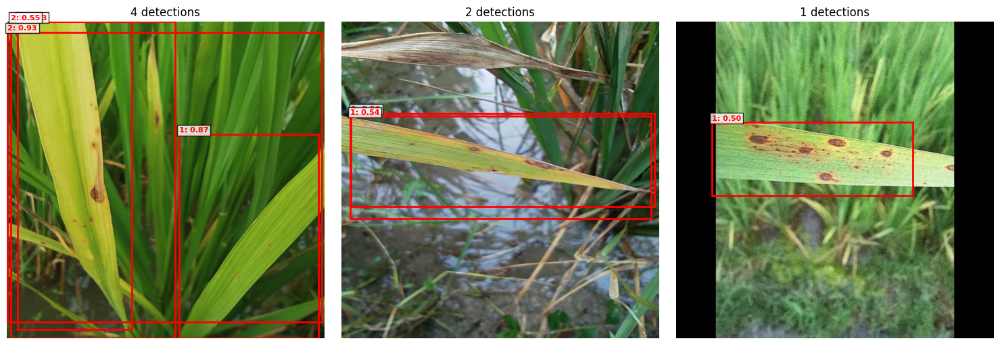 4 detections
2 detections
1 detections
2: 0.55
2: 0.93
1: 0.87
1: 0.54
1: 0.50